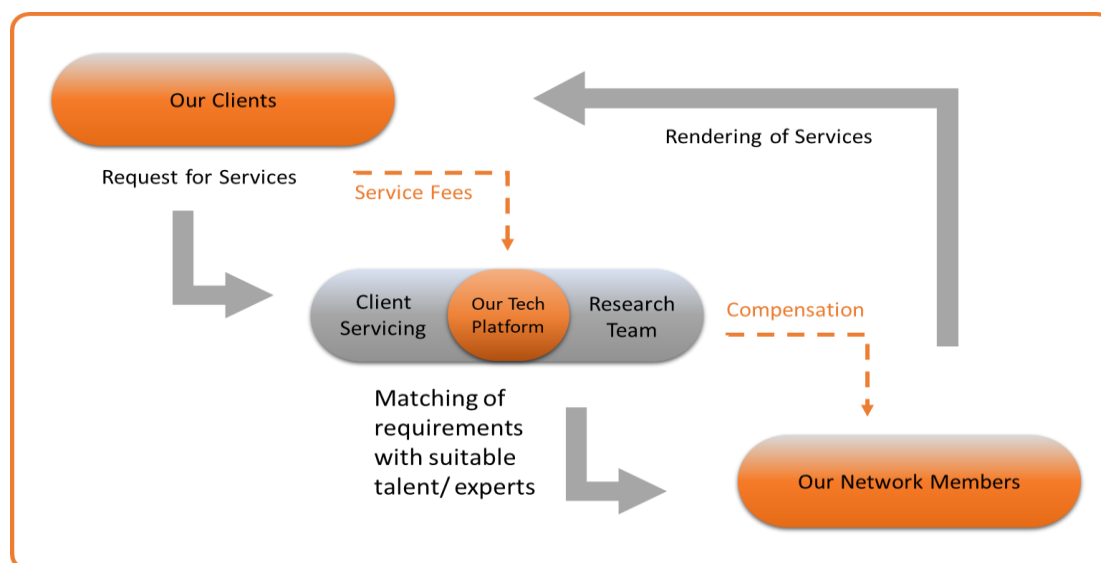 Our Clients
Rendering of Services
Request for Services
Service Fees
Client
Servicing
Our Tech
Platform
Research
Team
Compensation
Matching of
requirements
with suitable
talent/ experts
Our Network Members